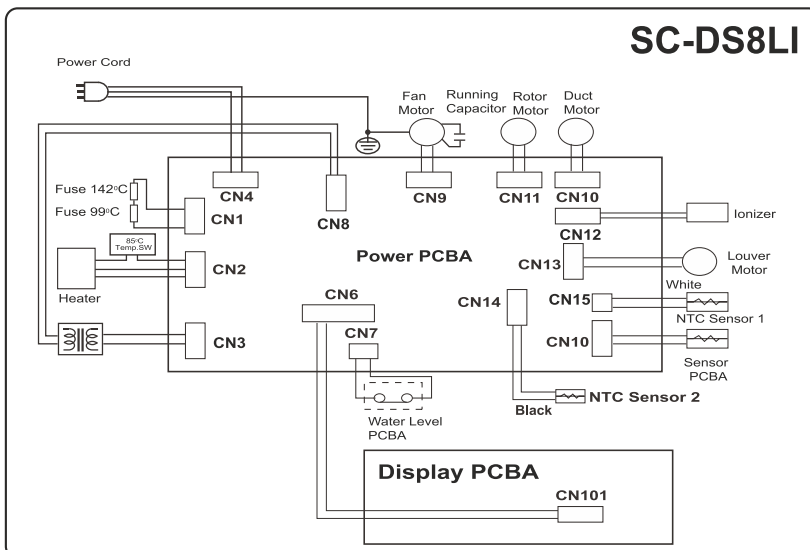 SC-DS8LI
Power Cord
Fan
Motor
Running
Capacitor
Rotor
Motor
Duct
Motor
Fuse 142°C
Fuse 99°C
CN1
CN4
CN8
CN9
CN11
CN10
CN12
Ionizer
85°C
Temp.SW
CN2
Heater
Power PCBA
CN13
Louver
Motor
White
CN6
CN14
CN15
NTC Sensor 1
CN3
CN7
CN10
Sensor
PCBA
Black
NTC Sensor 2
Water Level
PCBA
Display PCBA
CN101